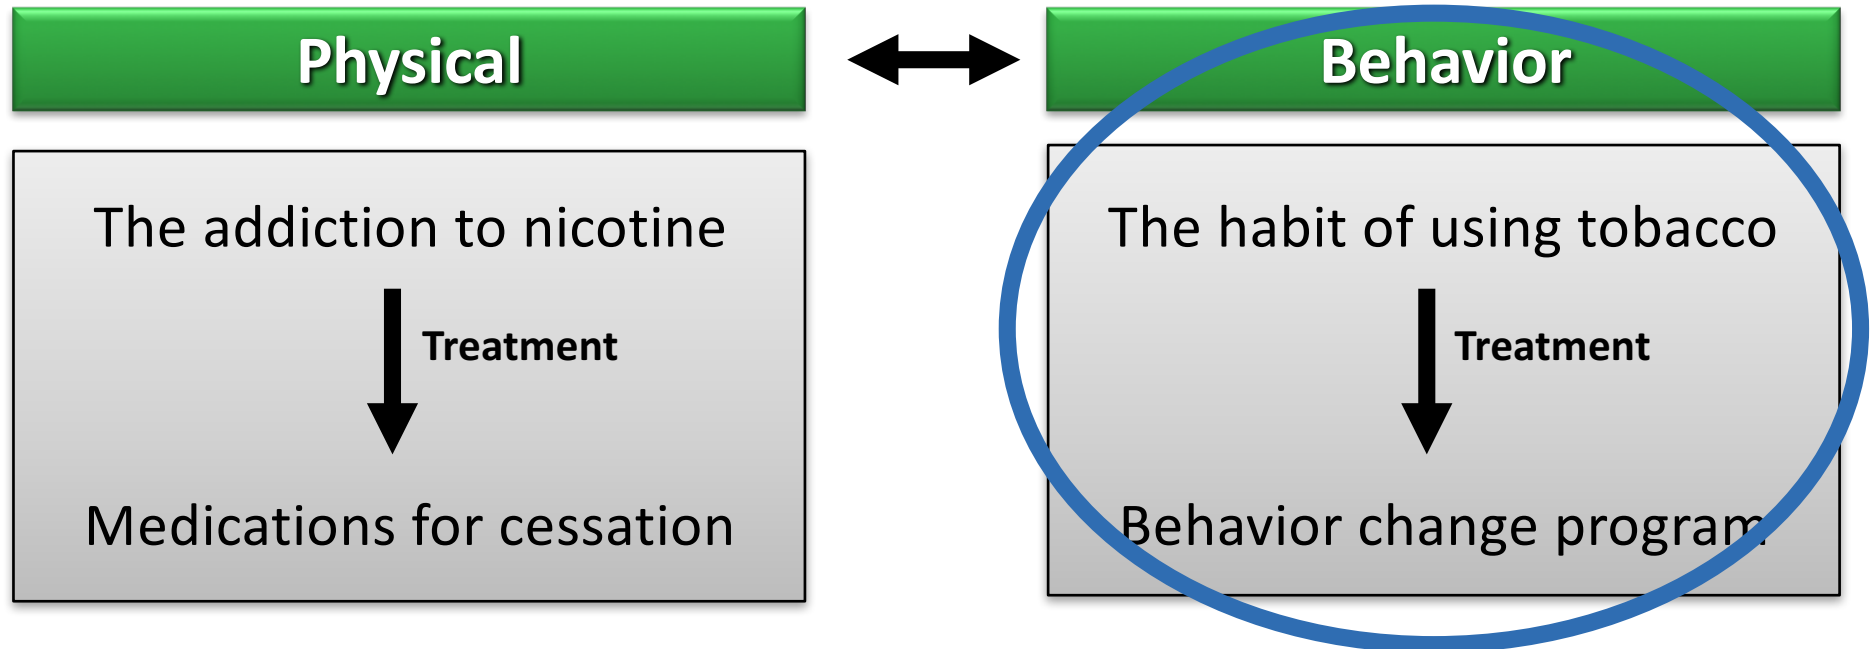 Physical
Behavior
The addiction to nicotine
Treatment
Medications for cessation
The habit of using tobacco
Treatment
Behavior change program